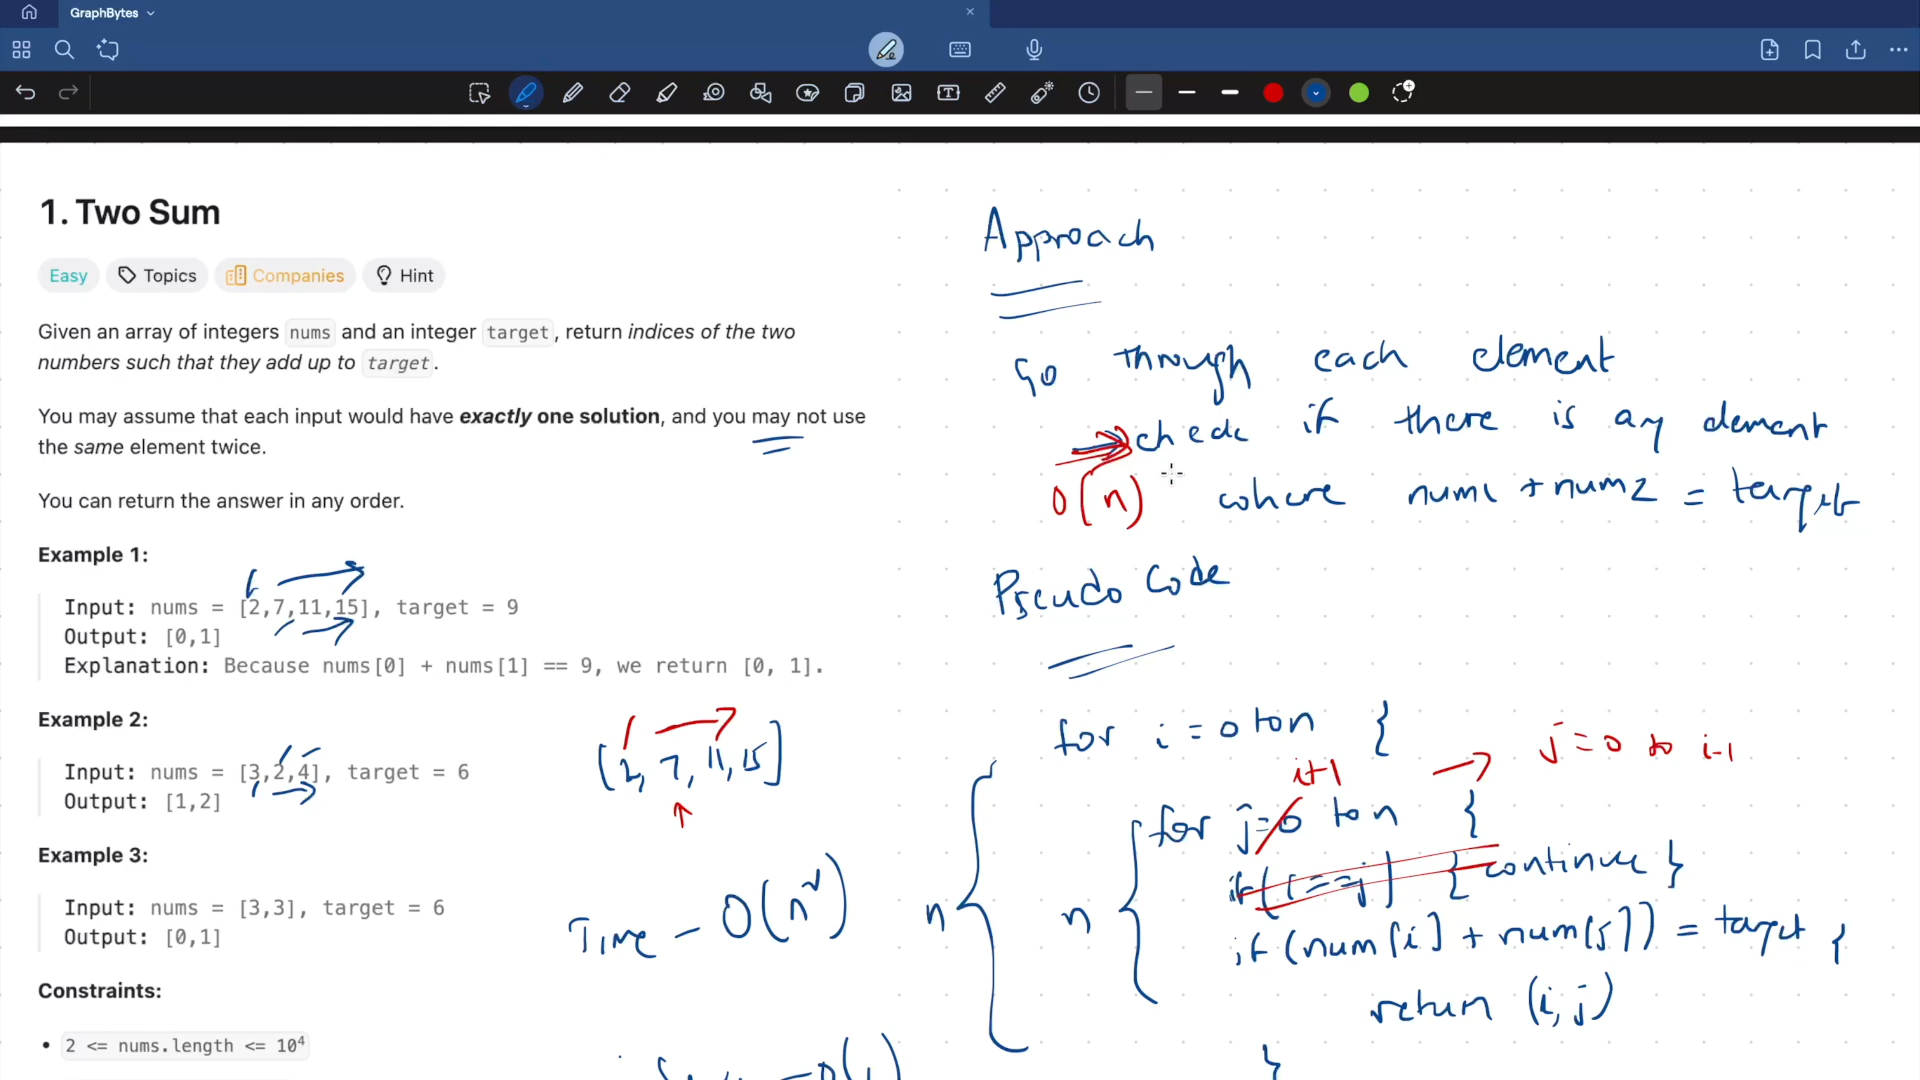 GraphBytes
1. Two Sum
Easy Topics Companies Hint
Given an array of integers nums and an integer target, return indices of the two
numbers such that they add up to target.
You may assume that each input would have exactly one solution, and you may not use
the same element twice.
You can return the answer in any order.
Example 1:
Input: nums = [2,7,11,15], target = 9
Output: [0,1]
Explanation: Because nums[0] + nums[1] == 9, we return [0, 1].
Example 2:
Input: nums = [3,2,4], target = 6
Output: [1,2]
Example 3:
Input: nums = [3,3], target = 6
Output: [0,1]
Constraints:
2 <= nums.length <= 10⁴
[2, 7, 11, 15]
Time - O(n²)
Approach
Go through each element
check if there is any element
O(n)
where num1 + num2 = target
Pseudo Code
for i = 0 to n {
j = 0 to i-1
i+1
for j=0 to n {
if (i==j) {continue}
n
n
if (num[i] + num[j]) = target {
return (i,j)
}